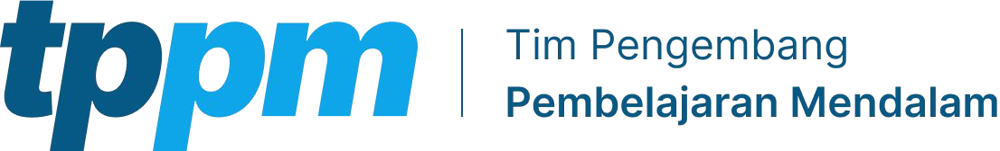 tppm
Tim Pengembang
Pembelajaran Mendalam